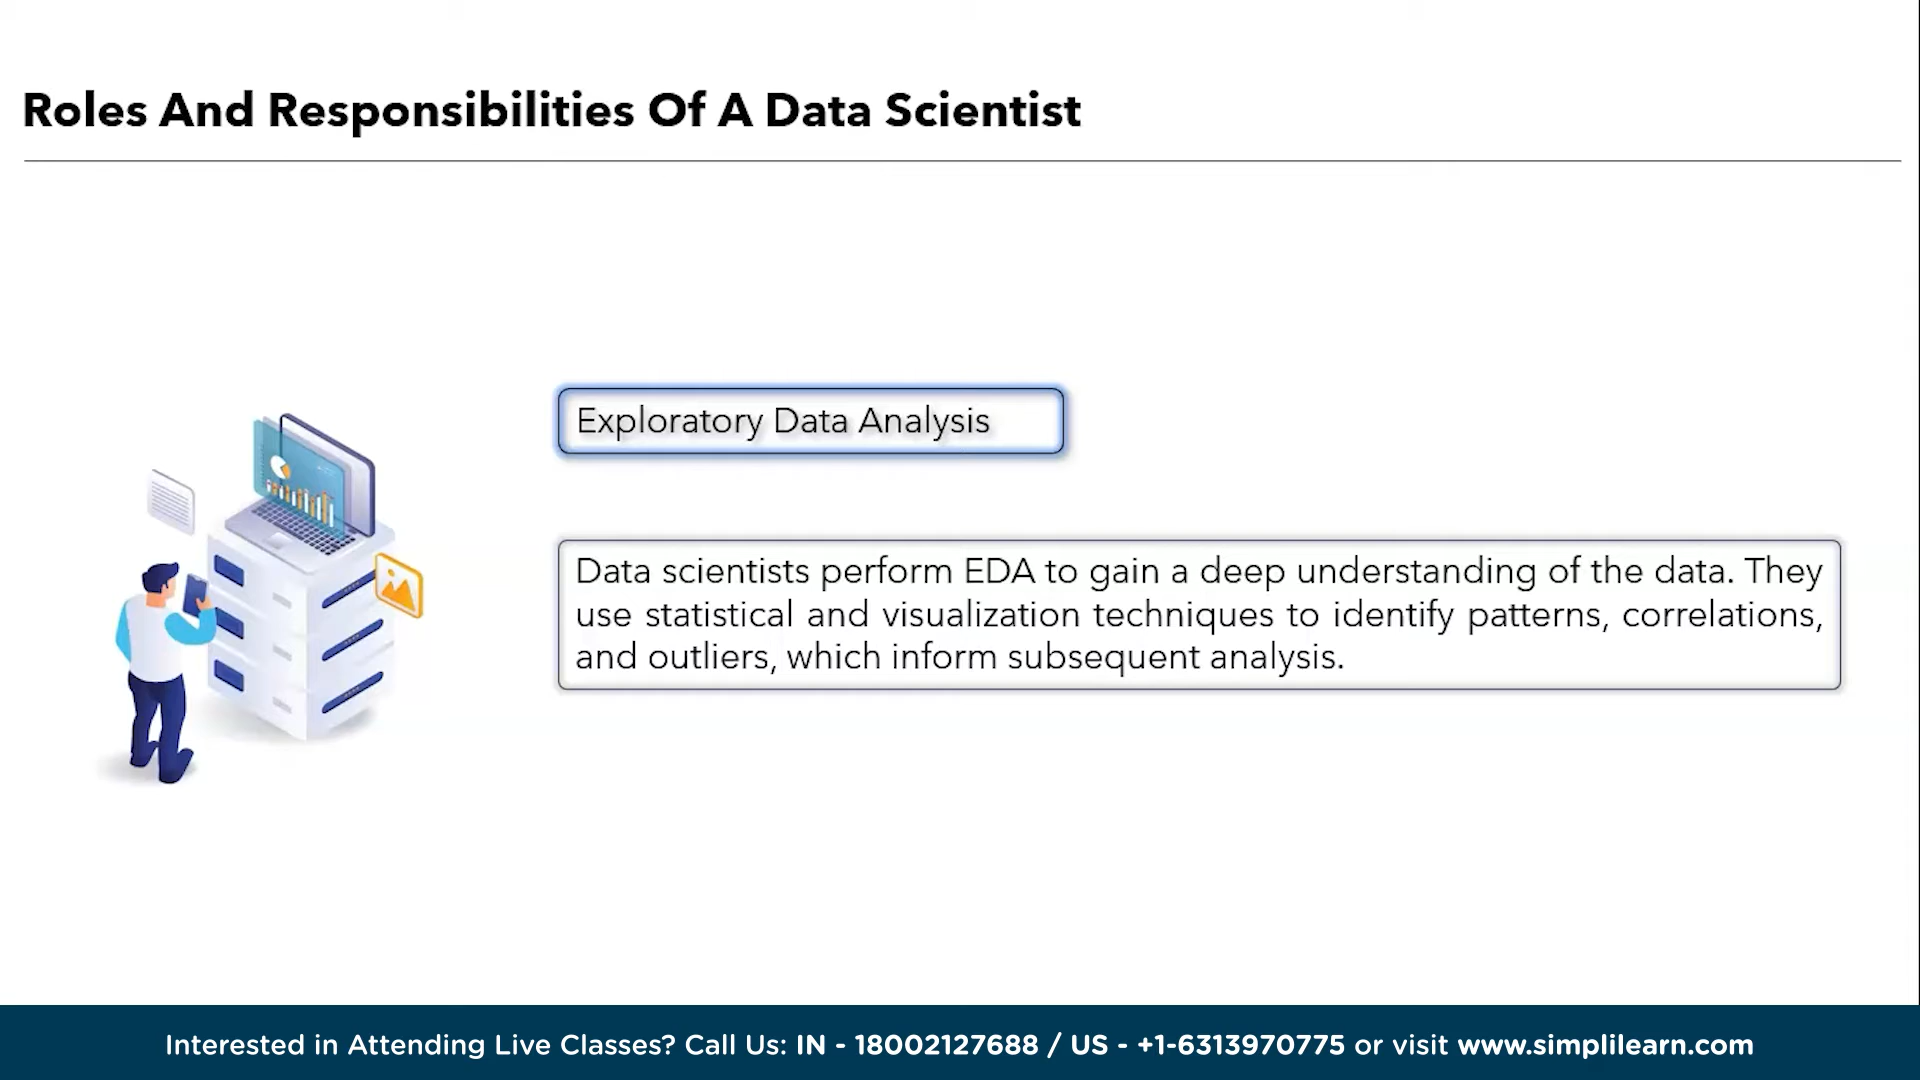 Roles And Responsibilities Of A Data Scientist
Exploratory Data Analysis
Data scientists perform EDA to gain a deep understanding of the data. They
use statistical and visualization techniques to identify patterns, correlations,
and outliers, which inform subsequent analysis.
Interested in Attending Live Classes? Call Us: IN - 18002127688 / US - +1-6313970775 or visit www.simplilearn.com